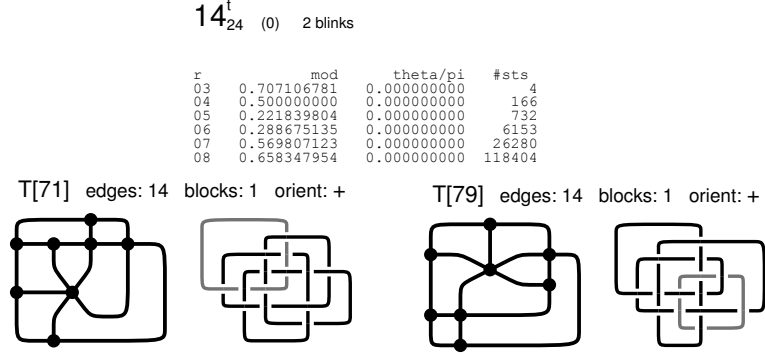 14^t_24 (0) 2 blinks
r mod theta/pi #sts
03 0.707106781 0.000000000 4
04 0.500000000 0.000000000 166
05 0.221839804 0.000000000 732
06 0.288675135 0.000000000 6153
07 0.569807123 0.000000000 26280
08 0.658347954 0.000000000 118404
T[71] edges: 14 blocks: 1 orient: +
T[79] edges: 14 blocks: 1 orient: +